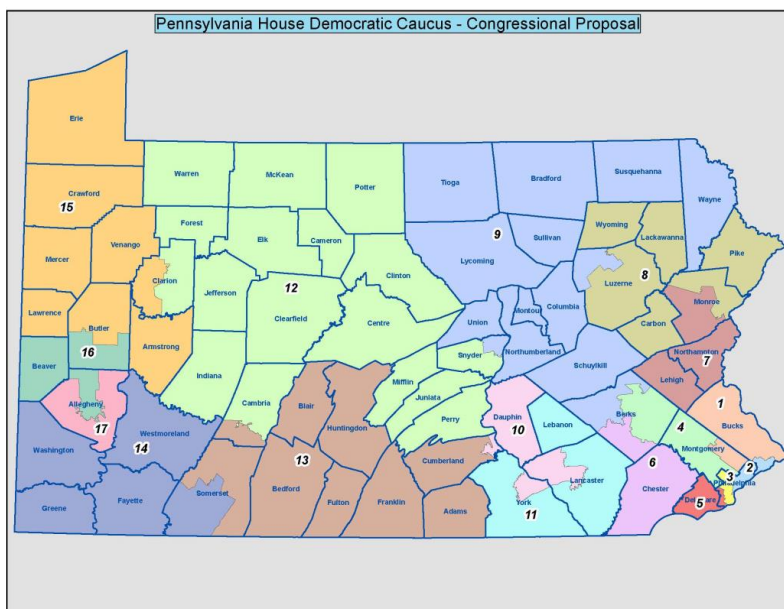 Pennsylvania House Democratic Caucus - Congressional Proposal
Erie
Warren
McKean
Potter
Tioga
Bradford
Susquehanna
Wayne
Crawford
15
Forest
Elk
Cameron
Wyoming
Lackawanna
Pike
Mercer
Venango
Clarion
Jefferson
Clinton
Lycoming
9
Sullivan
Luzerne
8
Lawrence
Butler
Armstrong
Clearfield
12
Centre
Union
Montour
Columbia
Northumberland
Carbon
Monroe
Beaver
16
Indiana
Cambria
Snyder
Mifflin
Juniata
Schuylkill
Northampton
7
Lehigh
Allegheny
17
Westmoreland
14
Blair
Huntingdon
Perry
Dauphin
10
Lebanon
Berks
4
Montgomery
1
Bucks
Washington
Somerset
Bedford
13
Cumberland
Lancaster
6
Chester
2
3
Philadelphia
Greene
Fayette
Fulton
Franklin
Adams
York
11
Delaware
5